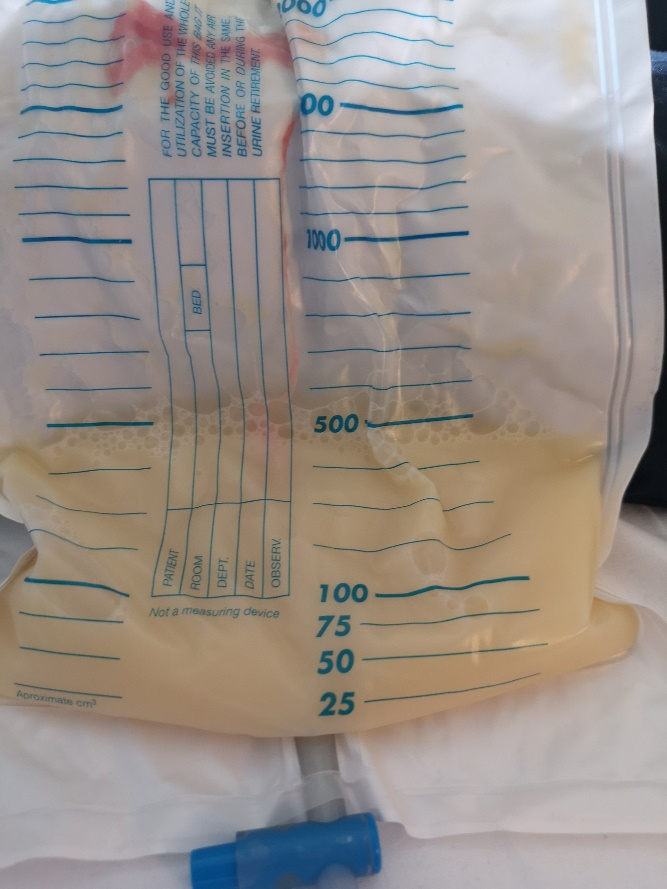 FOR THE GOOD USE AND
UTILIZATION OF THE WHOLE
CAPACITY OF THIS BAG, IT
MUST BE AVOIDED ANY AIR
INSERTION IN THE SAME,
BEFORE OR DURING THE
URINE RETIREMENT.
00
1000
500
100
75
50
25
PATIENT
ROOM
BED
DEPT.
DATE
OBSERV.
Not a measuring device
Aproximate cm³